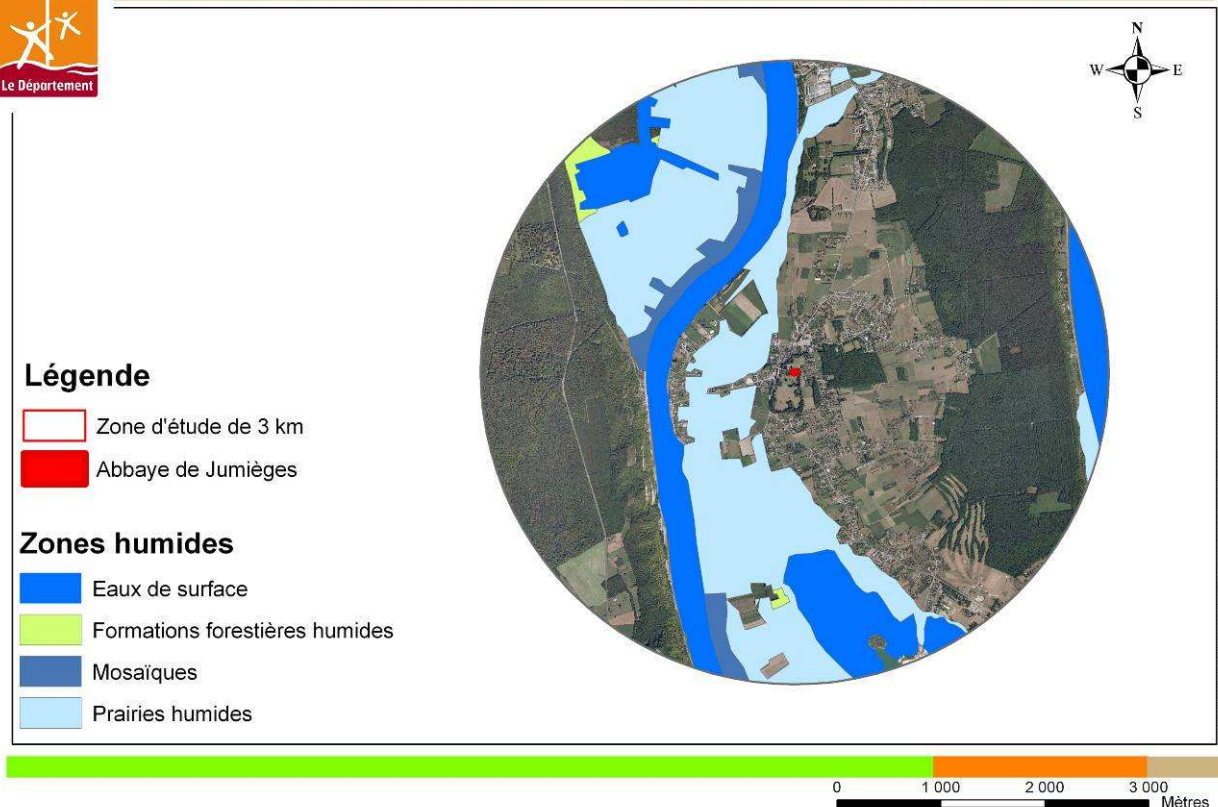 Le Département
N
W E
S
Légende
Zone d'étude de 3 km
Abbaye de Jumièges
Zones humides
Eaux de surface
Formations forestières humides
Mosaïques
Prairies humides
0 1 000 2 000 3 000
Mètres